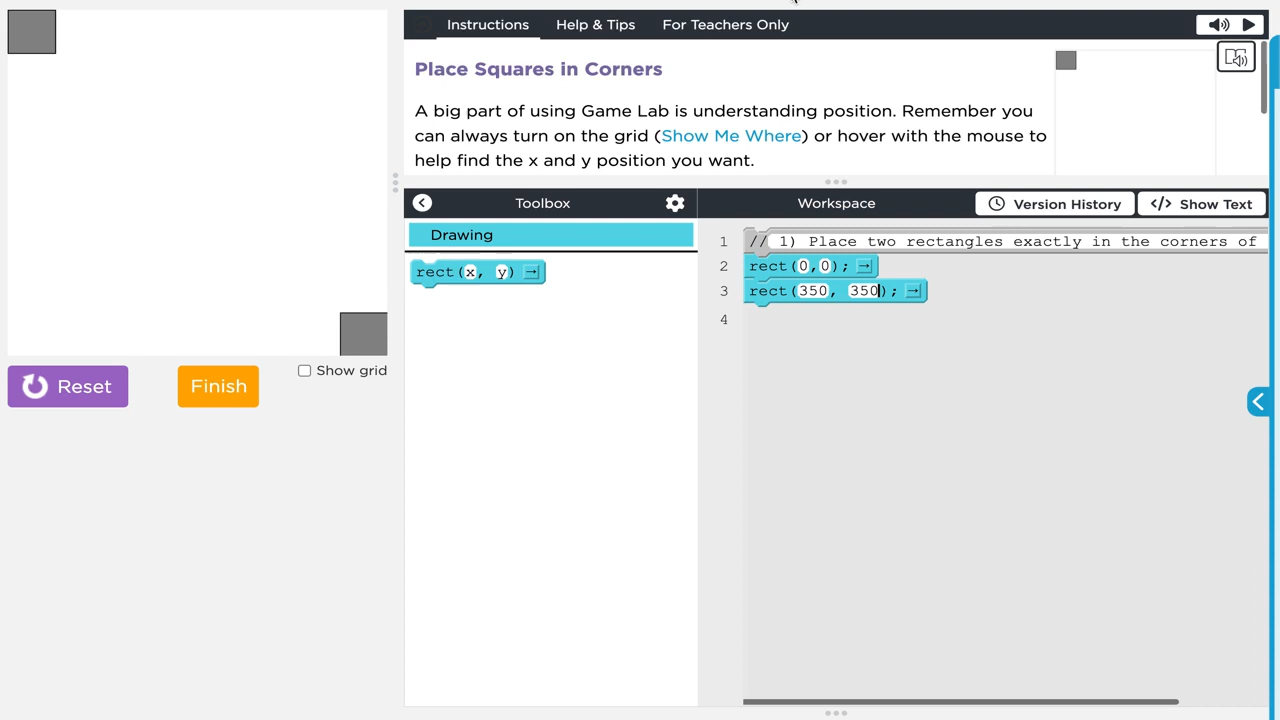 Instructions Help & Tips For Teachers Only
Place Squares in Corners
A big part of using Game Lab is understanding position. Remember you
can always turn on the grid (Show Me Where) or hover with the mouse to
help find the x and y position you want.
Toolbox
Workspace
Version History
</> Show Text
Drawing
rect(x, y) →
1 // 1) Place two rectangles exactly in the corners of
2 rect(0,0); →
3 rect(350, 350); →
4
Show grid
Reset
Finish